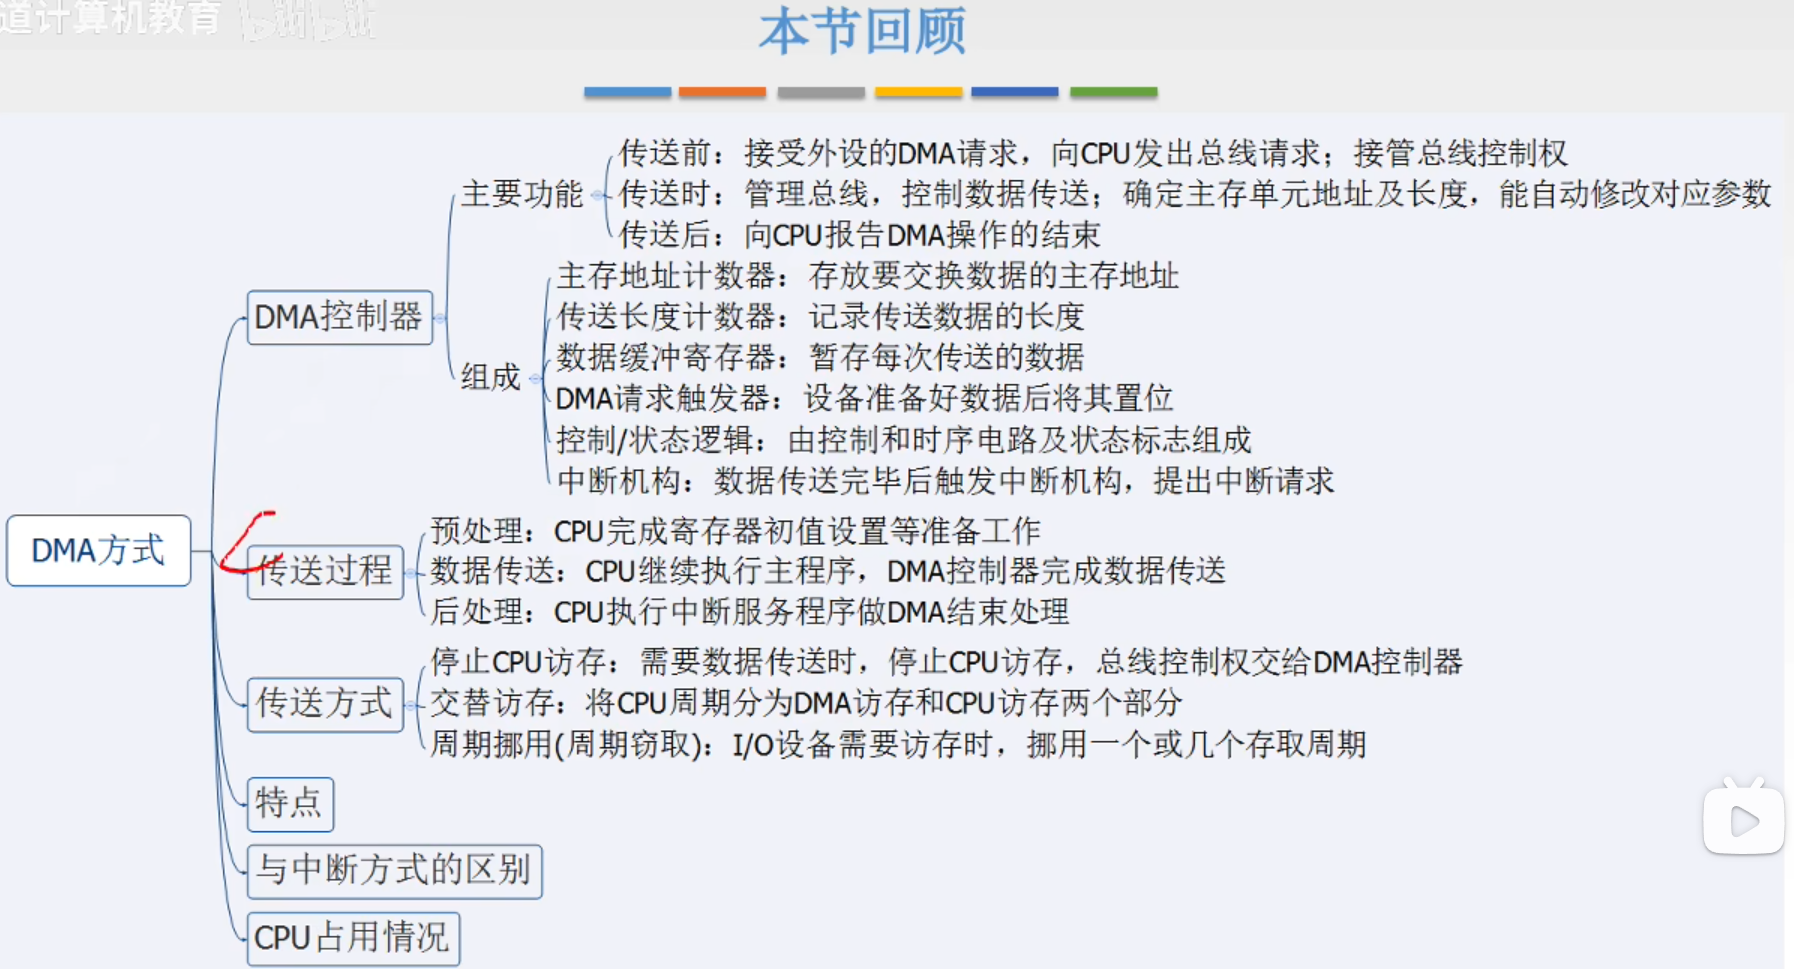 道计算机教育 bilibili
本节回顾
DMA方式
DMA控制器
主要功能
传送前：接受外设的DMA请求，向CPU发出总线请求；接管总线控制权
传送时：管理总线，控制数据传送；确定主存单元地址及长度，能自动修改对应参数
传送后：向CPU报告DMA操作的结束
组成
主存地址计数器：存放要交换数据的主存地址
传送长度计数器：记录传送数据的长度
数据缓冲寄存器：暂存每次传送的数据
DMA请求触发器：设备准备好数据后将其置位
控制/状态逻辑：由控制和时序电路及状态标志组成
中断机构：数据传送完毕后触发中断机构，提出中断请求
传送过程
预处理：CPU完成寄存器初值设置等准备工作
数据传送：CPU继续执行主程序，DMA控制器完成数据传送
后处理：CPU执行中断服务程序做DMA结束处理
传送方式
停止CPU访存：需要数据传送时，停止CPU访存，总线控制权交给DMA控制器
交替访存：将CPU周期分为DMA访存和CPU访存两个部分
周期挪用(周期窃取)：I/O设备需要访存时，挪用一个或几个存取周期
特点
与中断方式的区别
CPU占用情况